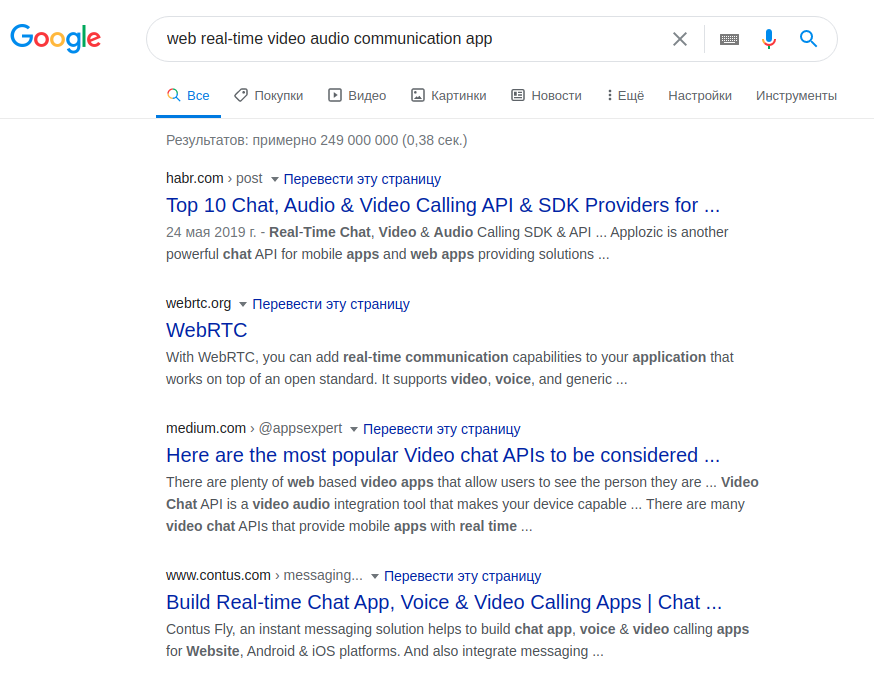 Google
web real-time video audio communication app
Все Покупки Видео Картинки Новости Ещё Настройки Инструменты
Результатов: примерно 249 000 000 (0,38 сек.)
habr.com › post Перевести эту страницу
Top 10 Chat, Audio & Video Calling API & SDK Providers for ...
24 мая 2019 г. - Real-Time Chat, Video & Audio Calling SDK & API ... Applozic is another
powerful chat API for mobile apps and web apps providing solutions ...
webrtc.org Перевести эту страницу
WebRTC
With WebRTC, you can add real-time communication capabilities to your application that
works on top of an open standard. It supports video, voice, and generic ...
medium.com › @appsexpert Перевести эту страницу
Here are the most popular Video chat APIs to be considered ...
There are plenty of web based video apps that allow users to see the person they are ... Video
Chat API is a video audio integration tool that makes your device capable ... There are many
video chat APIs that provide mobile apps with real time ...
www.contus.com › messaging... Перевести эту страницу
Build Real-time Chat App, Voice & Video Calling Apps | Chat ...
Contus Fly, an instant messaging solution helps to build chat app, voice & video calling apps
for Website, Android & iOS platforms. And also integrate messaging ...